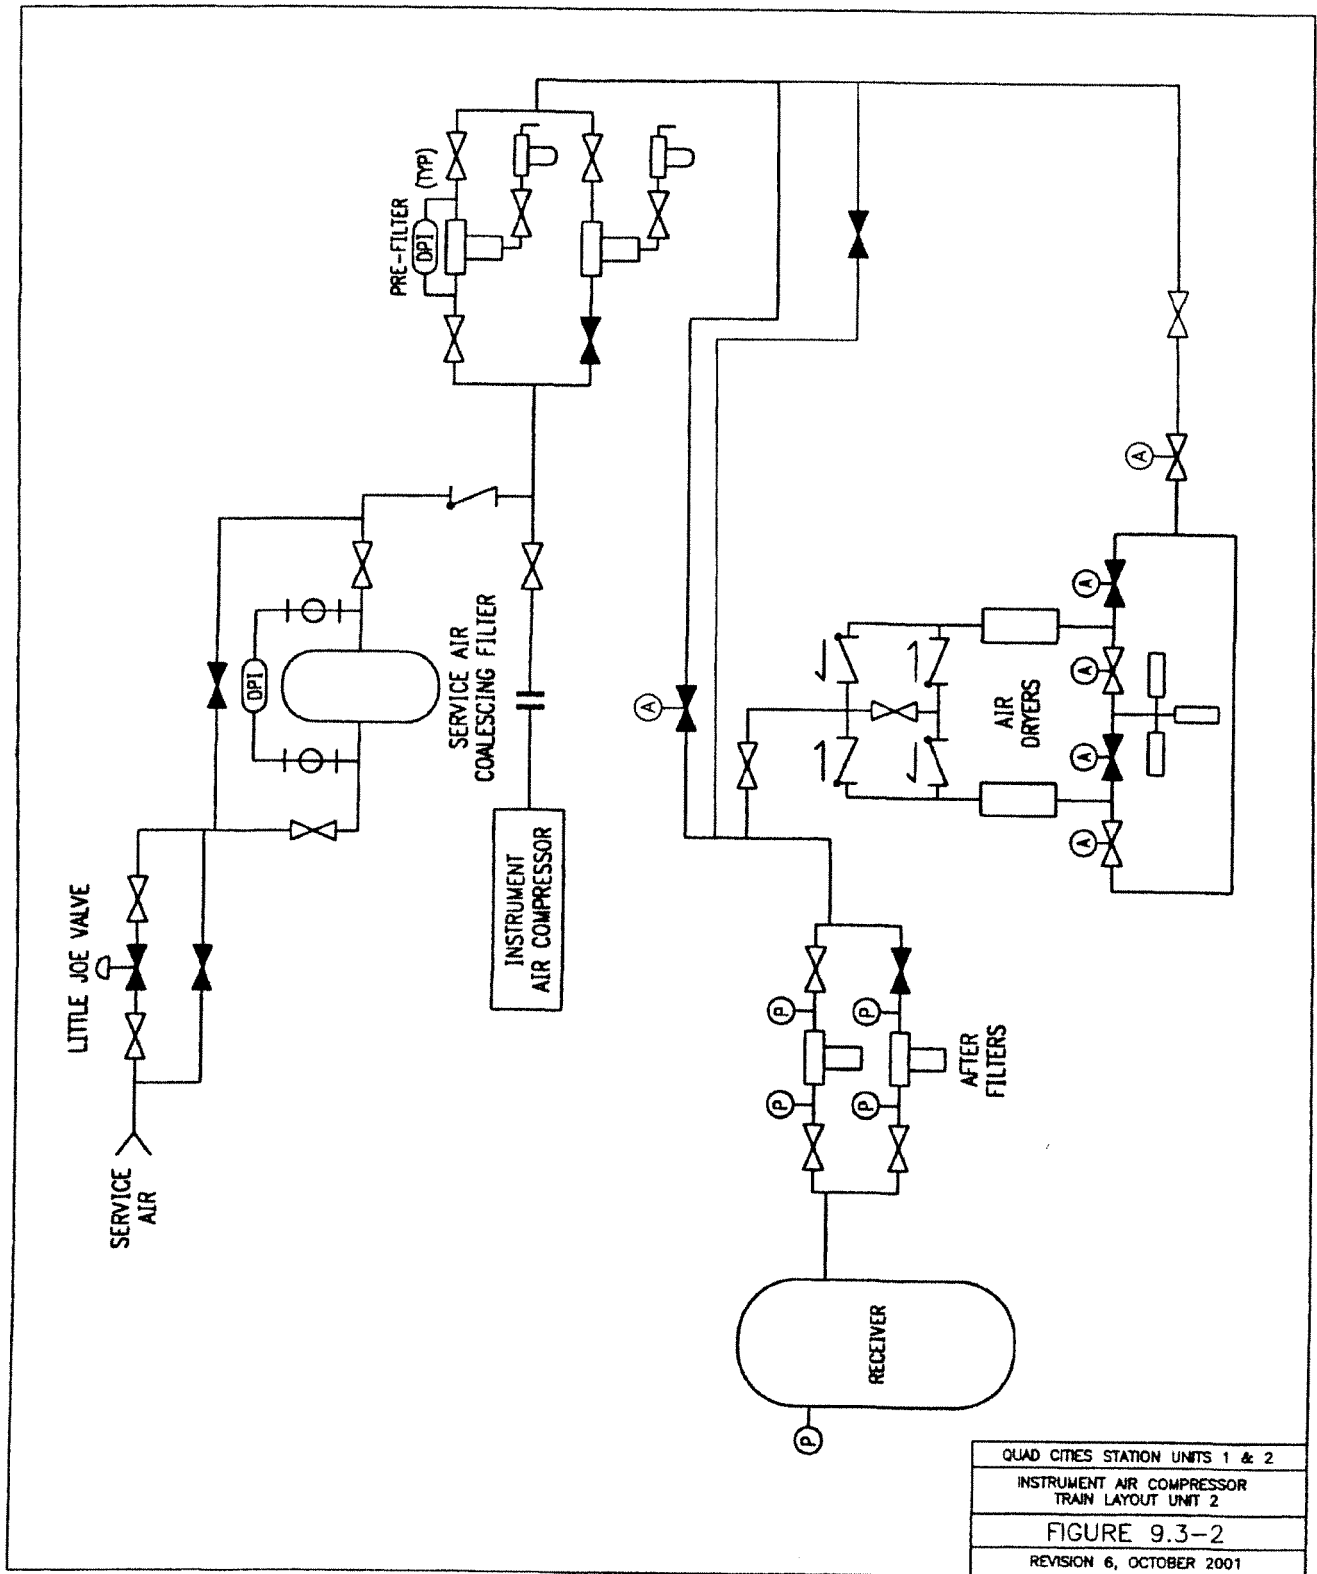 PRE-FILTER (TYP)
DPI
DPI
SERVICE AIR
COALESCING FILTER
LITTLE JOE VALVE
INSTRUMENT
AIR COMPRESSOR
SERVICE
AIR
A
A
A
A
A
A
AIR
DRYERS
P
P
P
P
AFTER
FILTERS
RECEIVER
P
QUAD CITIES STATION UNITS 1 & 2
INSTRUMENT AIR COMPRESSOR
TRAIN LAYOUT UNIT 2
FIGURE 9.3-2
REVISION 6, OCTOBER 2001